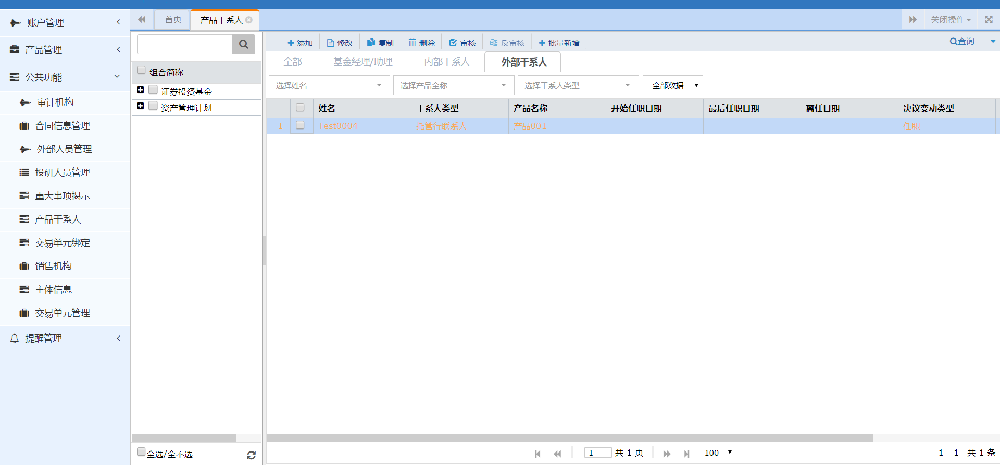 账户管理
产品管理
公共功能
审计机构
合同信息管理
外部人员管理
投研人员管理
重大事项揭示
产品干系人
交易单元绑定
销售机构
主体信息
交易单元管理
提醒管理
首页 产品干系人 关闭操作
组合简称
证券投资基金
资产管理计划
全选/全不选
添加 修改 复制 删除 审核 反审核 批量新增 查询
全部 基金经理/助理 内部干系人 外部干系人
选择姓名 选择产品全称 选择干系人类型 全部数据
姓名 干系人类型 产品名称 开始任职日期 最后任职日期 离任日期 决议变动类型
1 Test0004 托管行联系人 产品001 任职
1 共 1 页 100 1 - 1 共 1 条